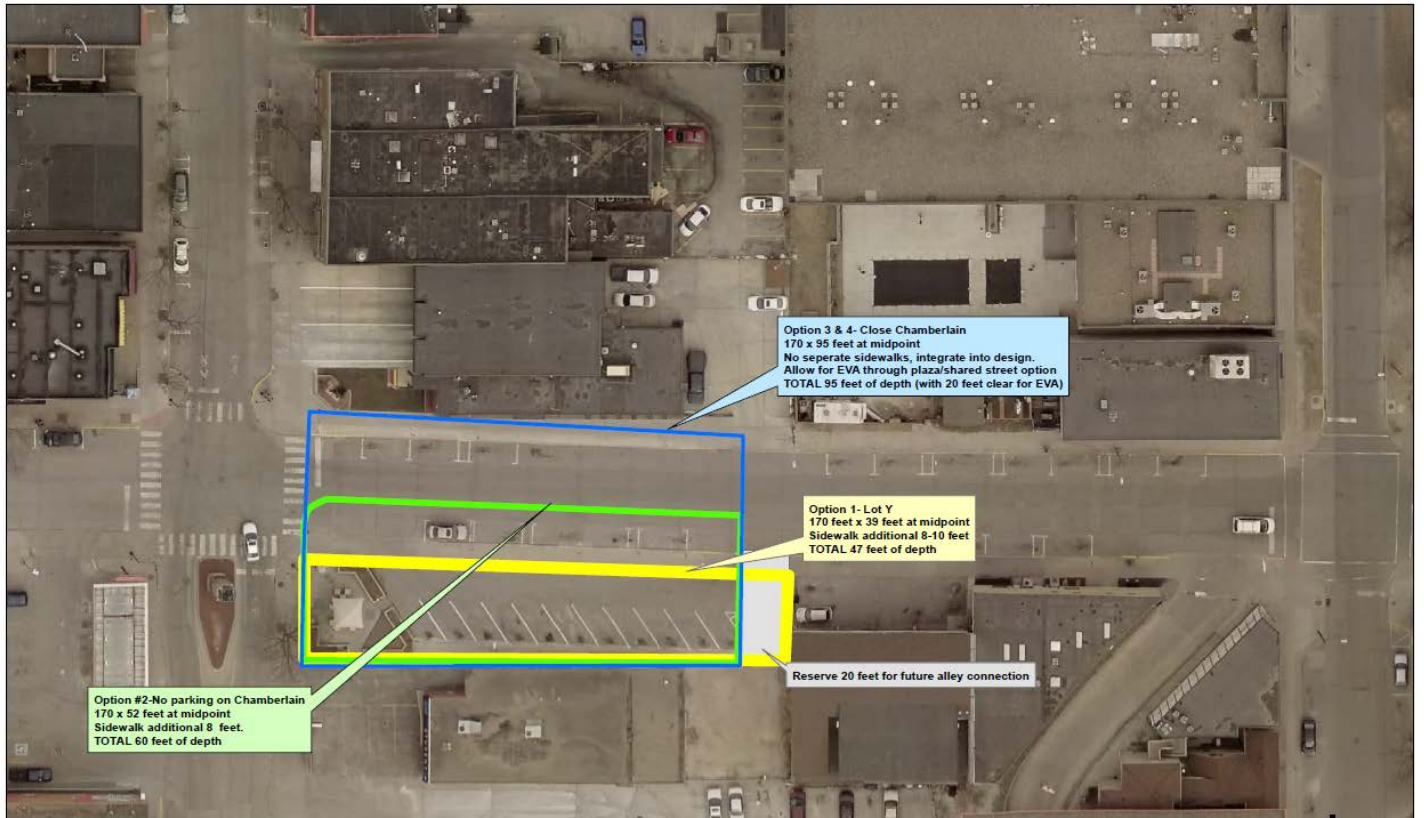 Option 3 & 4- Close Chamberlain
170 x 95 feet at midpoint
No seperate sidewalks, integrate into design.
Allow for EVA through plaza/shared street option
TOTAL 95 feet of depth (with 20 feet clear for EVA)
Option 1- Lot Y
170 feet x 39 feet at midpoint
Sidewalk additional 8-10 feet
TOTAL 47 feet of depth
Reserve 20 feet for future alley connection
Option #2-No parking on Chamberlain
170 x 52 feet at midpoint
Sidewalk additional 8 feet.
TOTAL 60 feet of depth